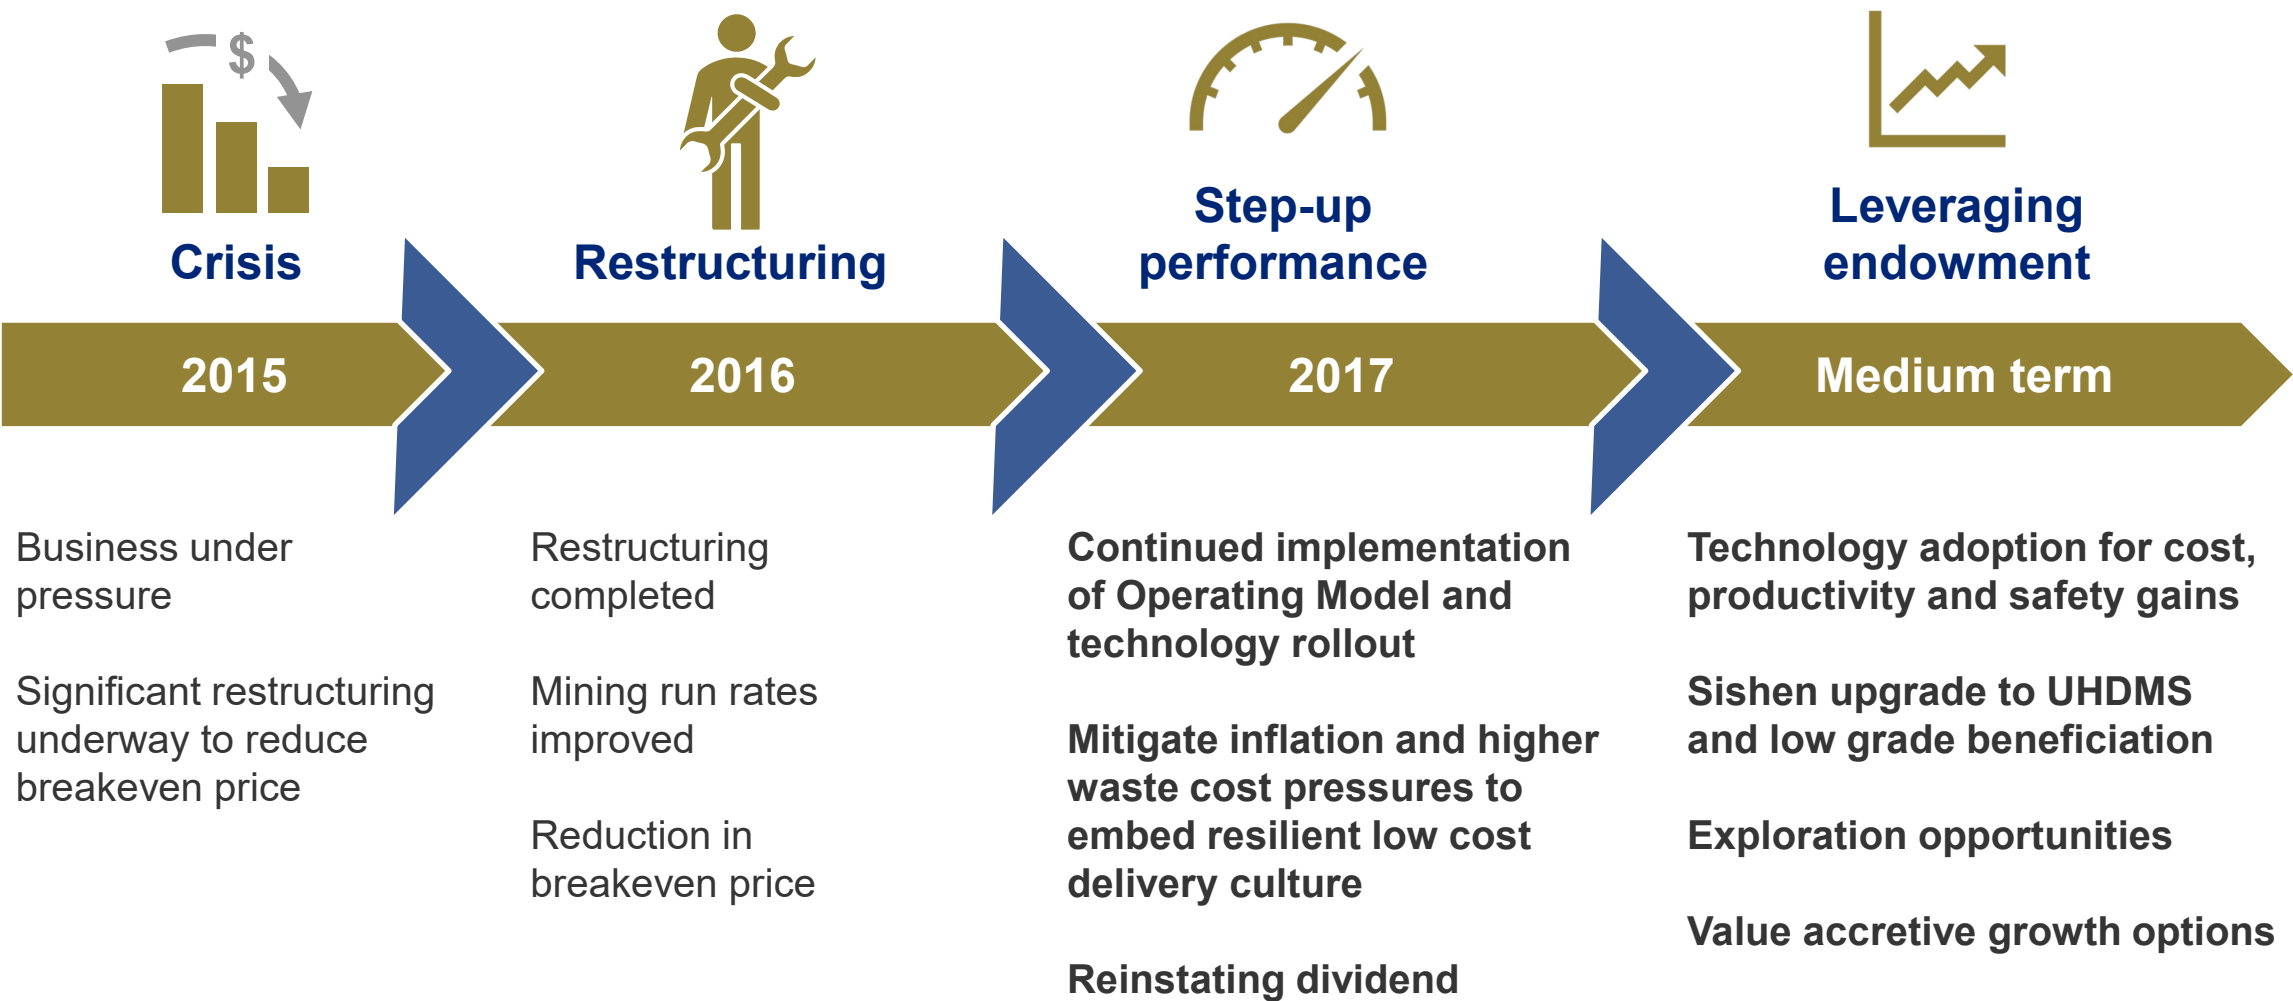 $
Crisis
Restructuring
Step-up
performance
Leveraging
endowment
2015
2016
2017
Medium term
Business under
pressure
Significant restructuring
underway to reduce
breakeven price
Restructuring
completed
Mining run rates
improved
Reduction in
breakeven price
Continued implementation
of Operating Model and
technology rollout
Mitigate inflation and higher
waste cost pressures to
embed resilient low cost
delivery culture
Reinstating dividend
Technology adoption for cost,
productivity and safety gains
Sishen upgrade to UHDMS
and low grade beneficiation
Exploration opportunities
Value accretive growth options